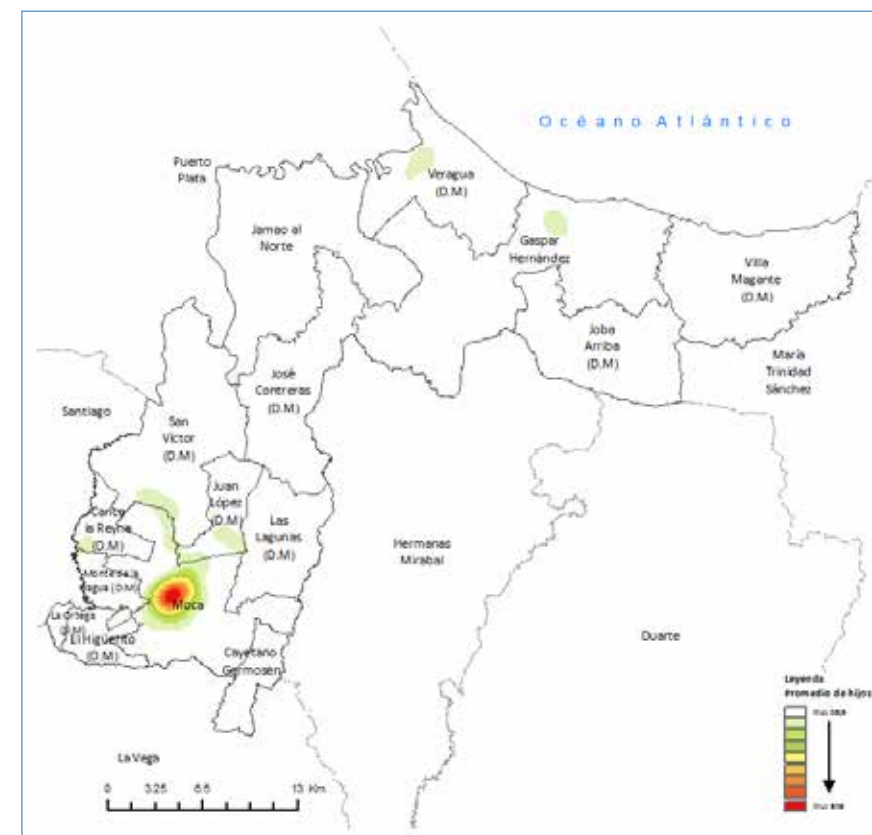 Océano Atlántico
Puerto
Plata
Veragua
(D.M)
Jamao al
Norte
Gaspar
Hernández
Villa
Magante
(D.M)
Joba
Arriba
(D.M)
María
Trinidad
Sánchez
José
Contreras
(D.M)
Santiago
San
Víctor
(D.M)
Juan
López
(D.M)
Canca
la Reyna
(D.M)
Las
Lagunas
(D.M)
Hermanas
Mirabal
(D.M)
Moca
La Ortega
(D.M)
El Higüerito
(D.M)
Cayetano
Germosén
Duarte
La Vega
0 3.25 6.5 13 Km
Leyenda
Promedio de hijos